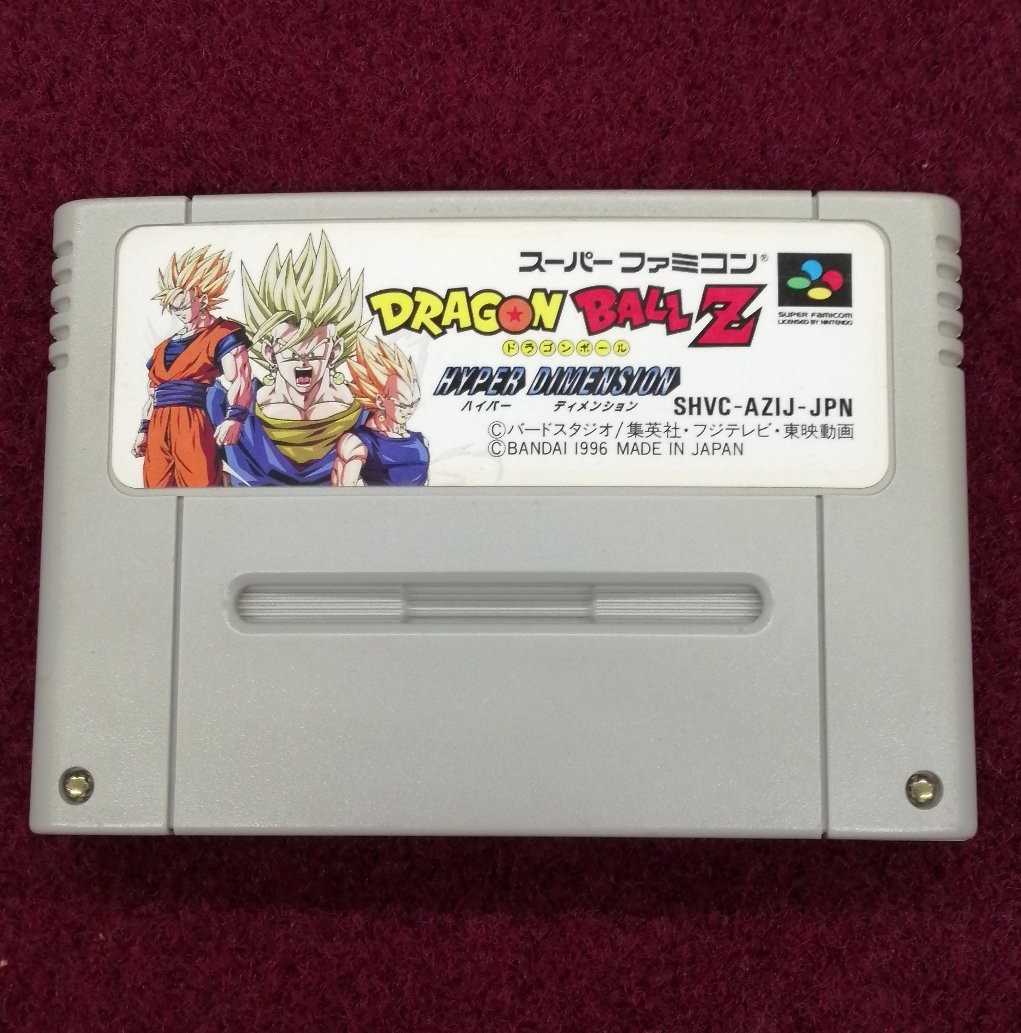 スーパーファミコン®
DRAGON BALL Z
ドラゴンボール
HYPER DIMENSION
ハイパー ディメンション
SUPER FAMICOM
LICENSED BY NINTENDO
SHVC-AZIJ-JPN
©バードスタジオ/集英社・フジテレビ・東映動画
©BANDAI 1996 MADE IN JAPAN